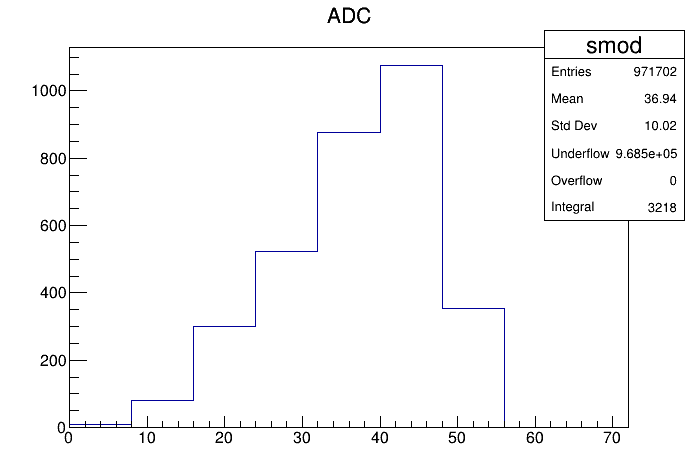 ADC
smod
Entries 971702
Mean 36.94
Std Dev 10.02
Underflow 9.685e+05
Overflow 0
Integral 3218
1000
800
600
400
200
0
0 10 20 30 40 50 60 70